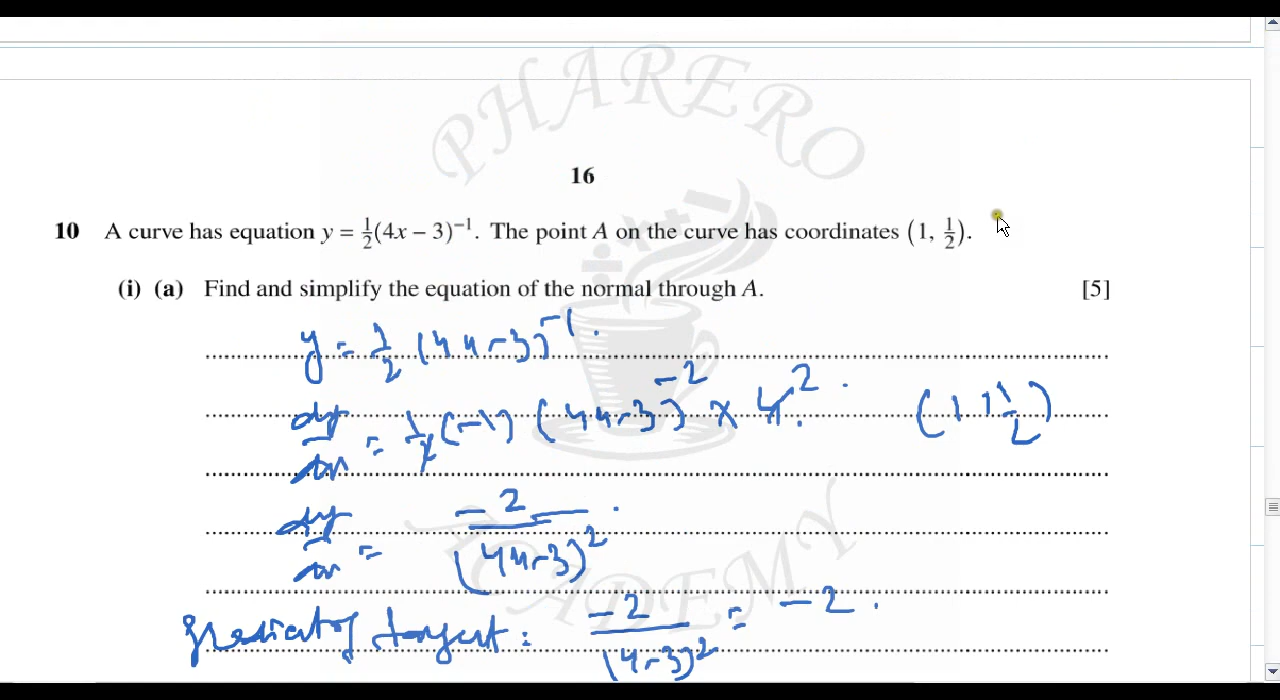 PHARERO
16
10 A curve has equation y = ½(4x − 3)⁻¹. The point A on the curve has coordinates (1, ½).
(i) (a) Find and simplify the equation of the normal through A. [5]
y = 1/2 (4x-3)^-1.
dy/dx = 1/2 (-1) (4x-3)^-2 × 4^2. (1, 1/2)
dy/dx = -2/(4x-3)^2.
gradient of tangent: -2/(4-3)^2 = -2.